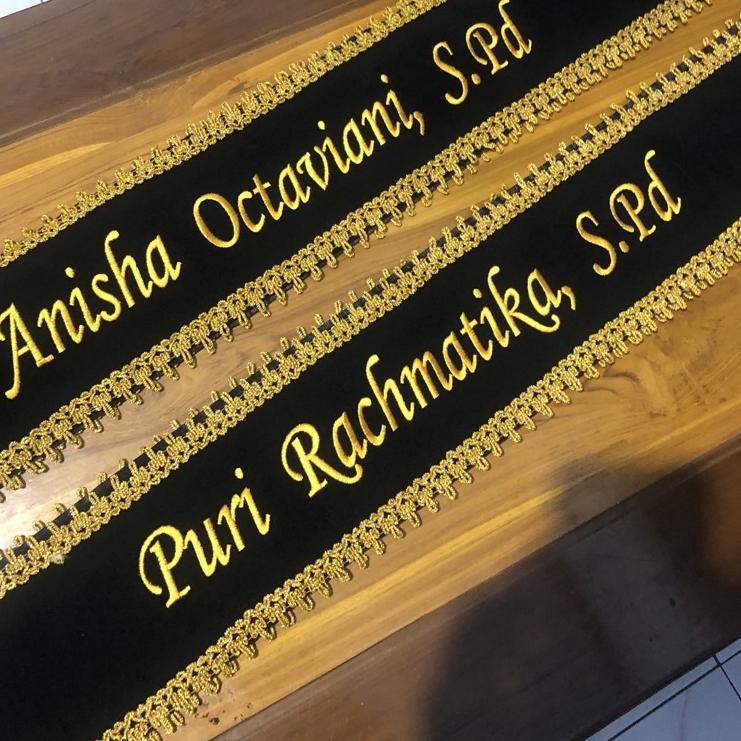 Anisha Octaviani, S.Pd
Puri Rachmatika, S.Pd